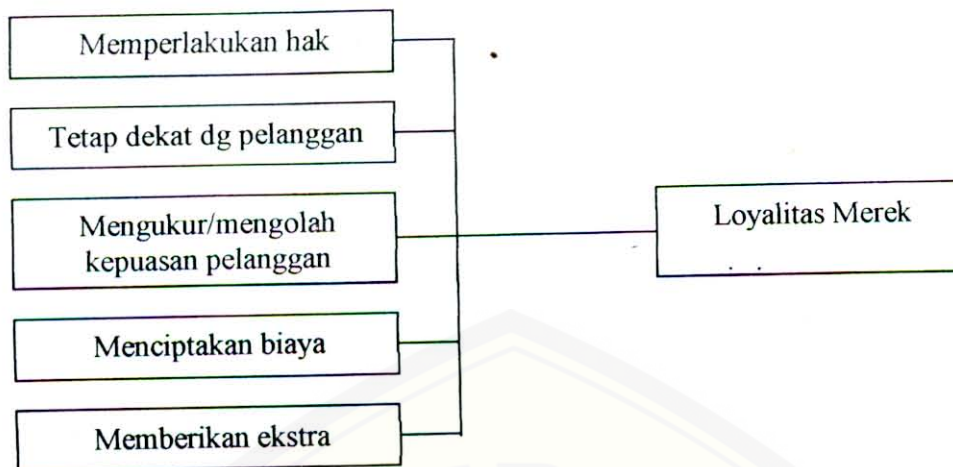 Memperlakukan hak
Tetap dekat dg pelanggan
Mengukur/mengolah
kepuasan pelanggan
Menciptakan biaya
Memberikan ekstra
Loyalitas Merek